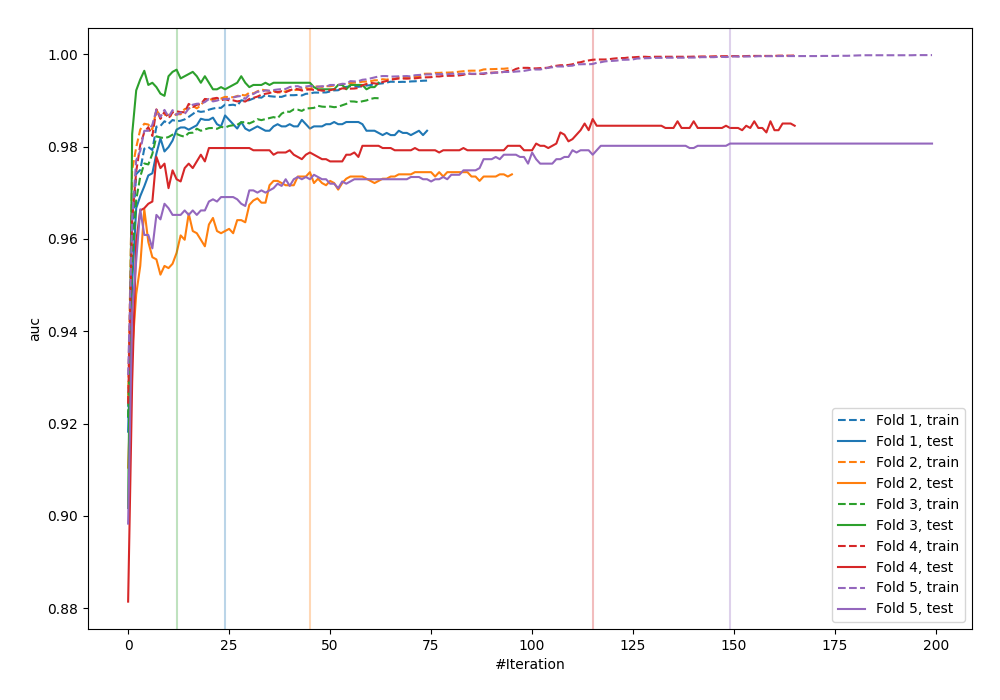 1.00
0.98
0.96
0.94
0.92
0.90
0.88
auc
0
25
50
75
100
125
150
175
200
#Iteration
Fold 1, train
Fold 1, test
Fold 2, train
Fold 2, test
Fold 3, train
Fold 3, test
Fold 4, train
Fold 4, test
Fold 5, train
Fold 5, test